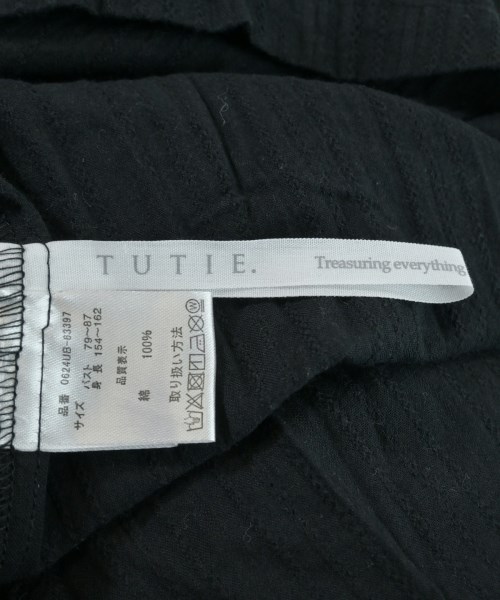 TUTIE.
Treasuring everything
品番 0624UB-83397
サイズ バスト 79〜87
身長 154〜162
品質表示
綿 100%
取り扱い方法